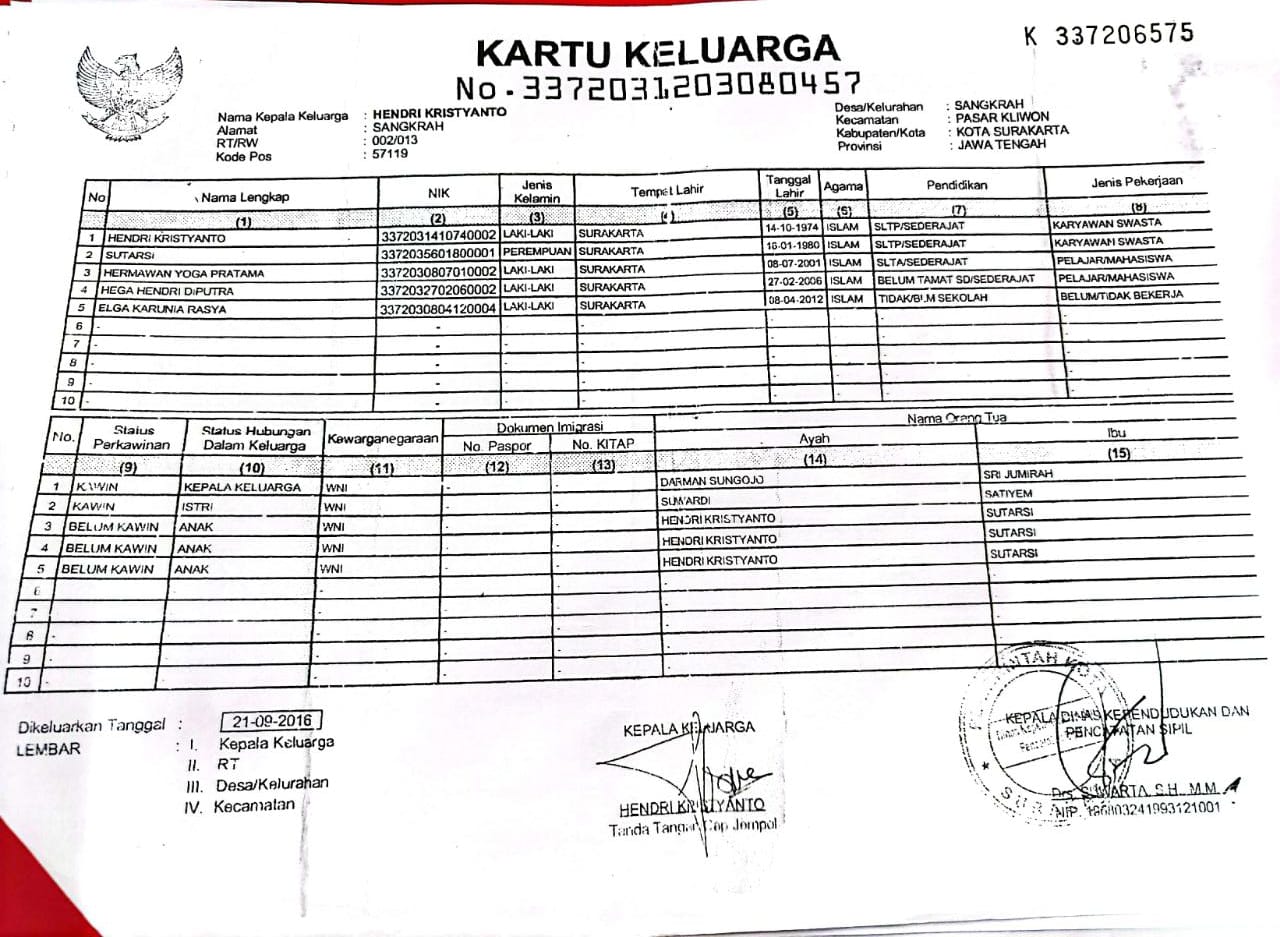 K 337206575
KARTU KELUARGA
No. 3372031203080457
Nama Kepala Keluarga : HENDRI KRISTYANTO
Alamat : SANGKRAH
RT/RW : 002/013
Kode Pos : 57119
Desa/Kelurahan : SANGKRAH
Kecamatan : PASAR KLIWON
Kabupaten/Kota : KOTA SURAKARTA
Provinsi : JAWA TENGAH
No Nama Lengkap NIK Jenis Kelamin Tempat Lahir Tanggal Lahir Agama Pendidikan Jenis Pekerjaan
(1) (2) (3) (4) (5) (6) (7) (8)
1 HENDRI KRISTYANTO 3372031410740002 LAKI-LAKI SURAKARTA 14-10-1974 ISLAM SLTP/SEDERAJAT KARYAWAN SWASTA
2 SUTARSI 3372035601800001 PEREMPUAN SURAKARTA 16-01-1980 ISLAM SLTP/SEDERAJAT KARYAWAN SWASTA
3 HERMAWAN YOGA PRATAMA 3372030807010002 LAKI-LAKI SURAKARTA 08-07-2001 ISLAM SLTA/SEDERAJAT PELAJAR/MAHASISWA
4 HEGA HENDRI DIPUTRA 3372032702060002 LAKI-LAKI SURAKARTA 27-02-2006 ISLAM BELUM TAMAT SD/SEDERAJAT PELAJAR/MAHASISWA
5 ELGA KARUNIA RASYA 3372030804120004 LAKI-LAKI SURAKARTA 08-04-2012 ISLAM TIDAK/BLM SEKOLAH BELUM/TIDAK BEKERJA
6 - - - - - - - -
7 - - - - - - - -
8 - - - - - - - -
9 - - - - - - - -
10 - - - - - - - -
No. Status Perkawinan Status Hubungan Dalam Keluarga Kewarganegaraan Dokumen Imigrasi Nama Orang Tua
No. Paspor No. KITAP Ayah Ibu
(9) (10) (11) (12) (13) (14) (15)
1 KAWIN KEPALA KELUARGA WNI - - DARMAN SUNGOJO SRI JUMIRAH
2 KAWIN ISTRI WNI - - SUWARDI SATIYEM
3 BELUM KAWIN ANAK WNI - - HENDRI KRISTYANTO SUTARSI
4 BELUM KAWIN ANAK WNI - - HENDRI KRISTYANTO SUTARSI
5 BELUM KAWIN ANAK WNI - - HENDRI KRISTYANTO SUTARSI
6 - - - - - - -
7 - - - - - - -
8 - - - - - - -
9 - - - - - - -
10 - - - - - - -
Dikeluarkan Tanggal : 21-09-2016
LEMBAR : I. Kepala Keluarga
II. RT
III. Desa/Kelurahan
IV. Kecamatan
KEPALA KELUARGA
HENDRI KRISTYANTO
Tanda Tangan/Cap Jempol
KEPALA DINAS KEPENDUDUKAN DAN
PENCATATAN SIPIL
Drs. SUWARTA, S.H., M.M.
NIP. 196803241993121001